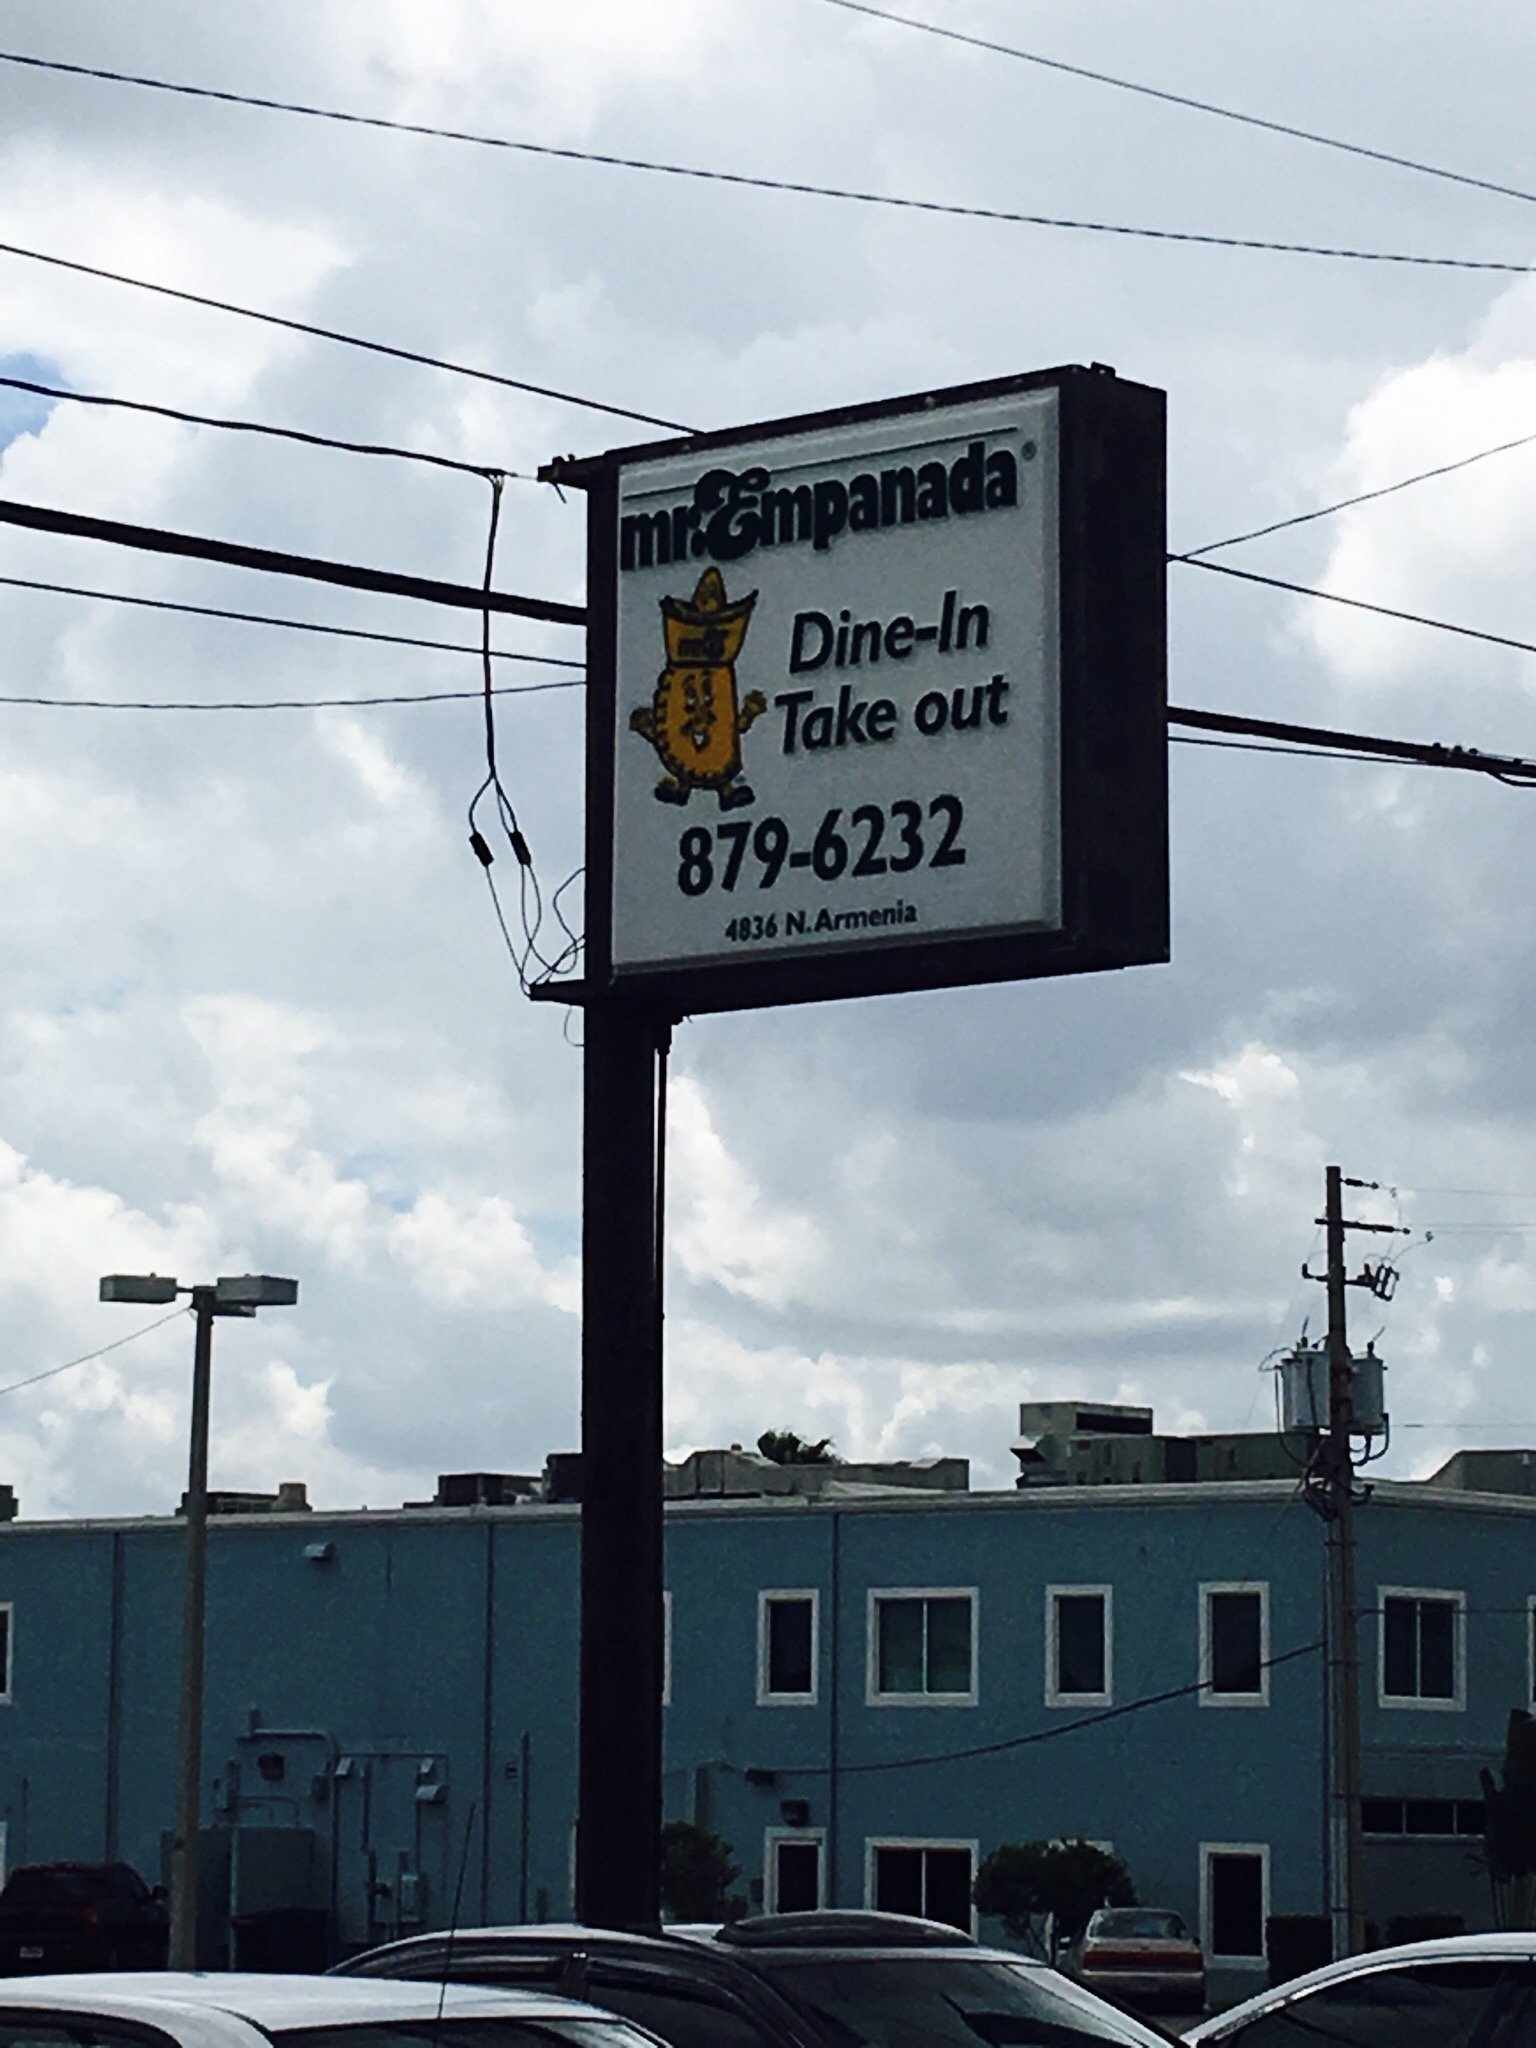 mr. Empanada®
Dine-In
Take out
879-6232
4836 N. Armenia